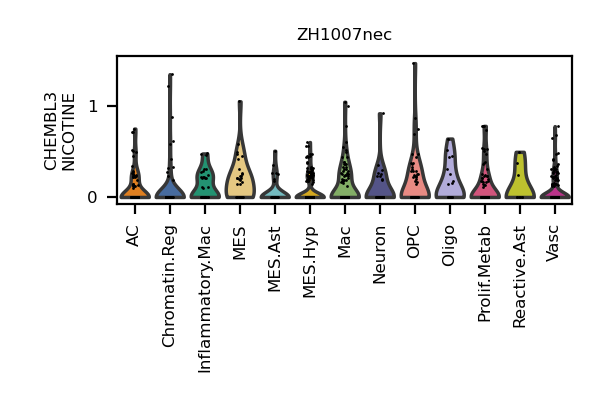 ZH1007nec
CHEMBL3
NICOTINE
1
0
AC
Chromatin.Reg
Inflammatory.Mac
MES
MES.Ast
MES.Hyp
Mac
Neuron
OPC
Oligo
Prolif.Metab
Reactive.Ast
Vasc